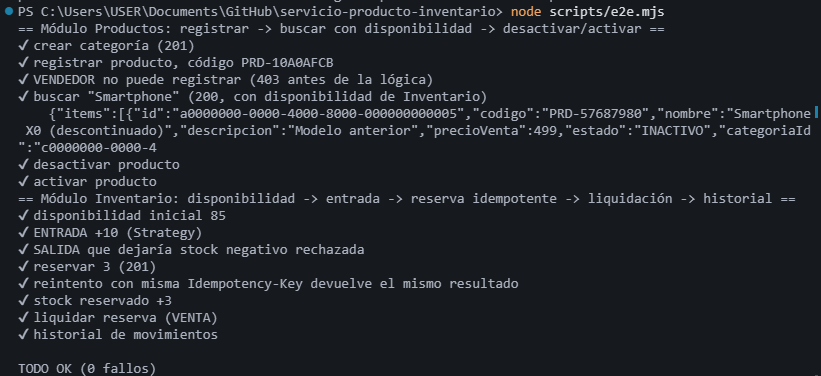 PS C:\Users\USER\Documents\GitHub\servicio-producto-inventario> node scripts/e2e.mjs
== Módulo Productos: registrar -> buscar con disponibilidad -> desactivar/activar ==
✓ crear categoría (201)
✓ registrar producto, código PRD-10A0AFCB
✓ VENDEDOR no puede registrar (403 antes de la lógica)
✓ buscar "Smartphone" (200, con disponibilidad de Inventario)
{"items":[{"id":"a0000000-0000-4000-8000-000000000005","codigo":"PRD-57687980","nombre":"Smartphone
X0 (descontinuado)","descripcion":"Modelo anterior","precioVenta":499,"estado":"INACTIVO","categoriaId
":"c0000000-0000-4
✓ desactivar producto
✓ activar producto
== Módulo Inventario: disponibilidad -> entrada -> reserva idempotente -> liquidación -> historial ==
✓ disponibilidad inicial 85
✓ ENTRADA +10 (Strategy)
✓ SALIDA que dejaría stock negativo rechazada
✓ reservar 3 (201)
✓ reintento con misma Idempotency-Key devuelve el mismo resultado
✓ stock reservado +3
✓ liquidar reserva (VENTA)
✓ historial de movimientos
TODO OK (0 fallos)